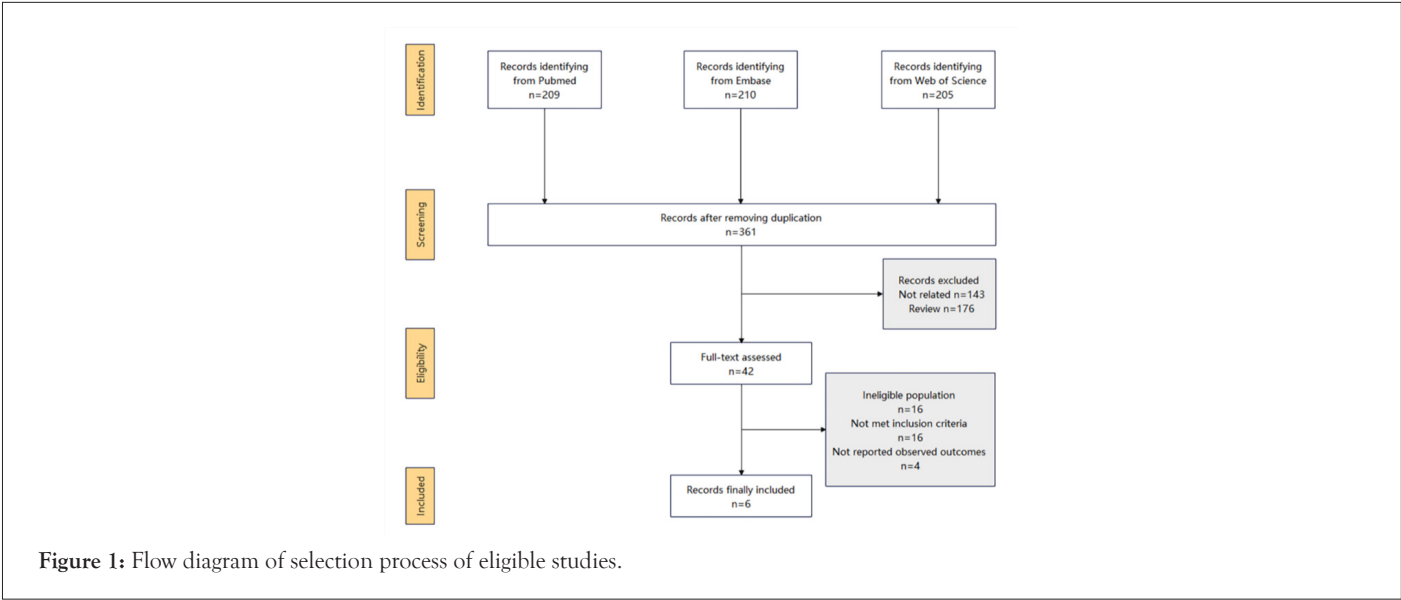 Identification
Records identifying
from Pubmed
n=209
Records identifying
from Embase
n=210
Records identifying
from Web of Science
n=205
Screening
Records after removing duplication
n=361
Records excluded
Not related n=143
Review n=176
Eligibility
Full-text assessed
n=42
Ineligible population
n=16
Not met inclusion criteria
n=16
Not reported observed outcomes
n=4
Included
Records finally included
n=6
Figure 1: Flow diagram of selection process of eligible studies.